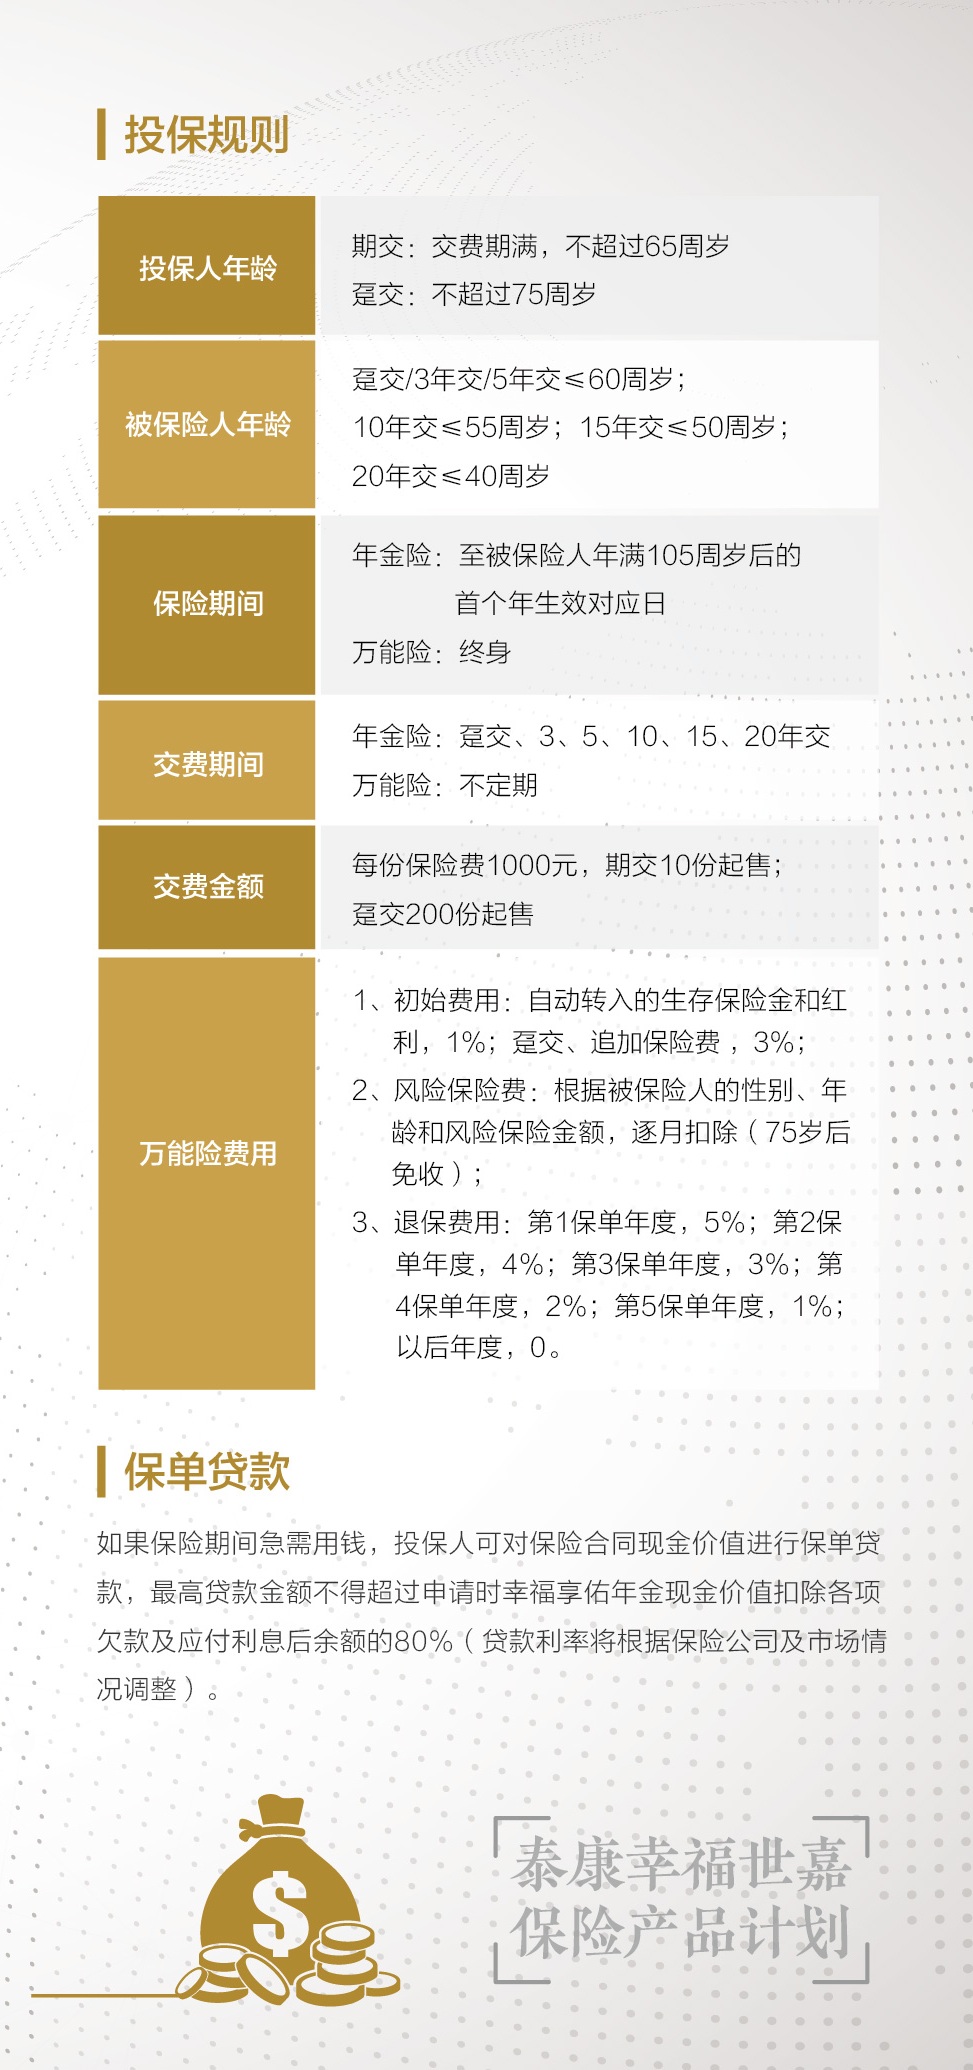 投保规则
投保人年龄
期交：交费期满，不超过65周岁
趸交：不超过75周岁
被保险人年龄
趸交/3年交/5年交≤60周岁；
10年交≤55周岁；15年交≤50周岁；
20年交≤40周岁
保险期间
年金险：至被保险人年满105周岁后的
首个年生效对应日
万能险：终身
交费期间
年金险：趸交、3、5、10、15、20年交
万能险：不定期
交费金额
每份保险费1000元，期交10份起售；
趸交200份起售
万能险费用
1、初始费用：自动转入的生存保险金和红
利，1%；趸交、追加保险费，3%；
2、风险保险费：根据被保险人的性别、年
龄和风险保险金额，逐月扣除（75岁后
免收）；
3、退保费用：第1保单年度，5%；第2保
单年度，4%；第3保单年度，3%；第
4保单年度，2%；第5保单年度，1%；
以后年度，0。
保单贷款
如果保险期间急需用钱，投保人可对保险合同现金价值进行保单贷
款，最高贷款金额不得超过申请时幸福享佑年金现金价值扣除各项
欠款及应付利息后余额的80%（贷款利率将根据保险公司及市场情
况调整）。
$
泰康幸福世嘉
保险产品计划